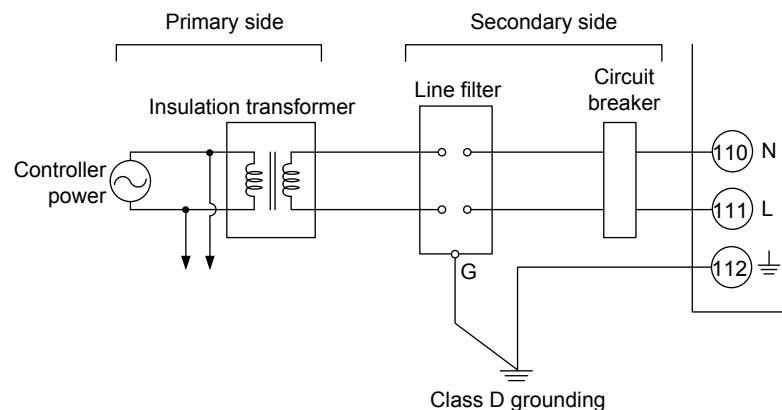 Primary side
Secondary side
Insulation transformer
Line filter
Circuit
breaker
Controller
power
110 N
111 L
112
G
Class D grounding